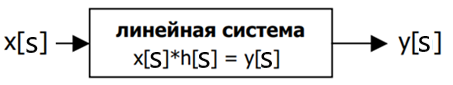 x[s]
линейная система
x[s]*h[s] = y[s]
y[s]